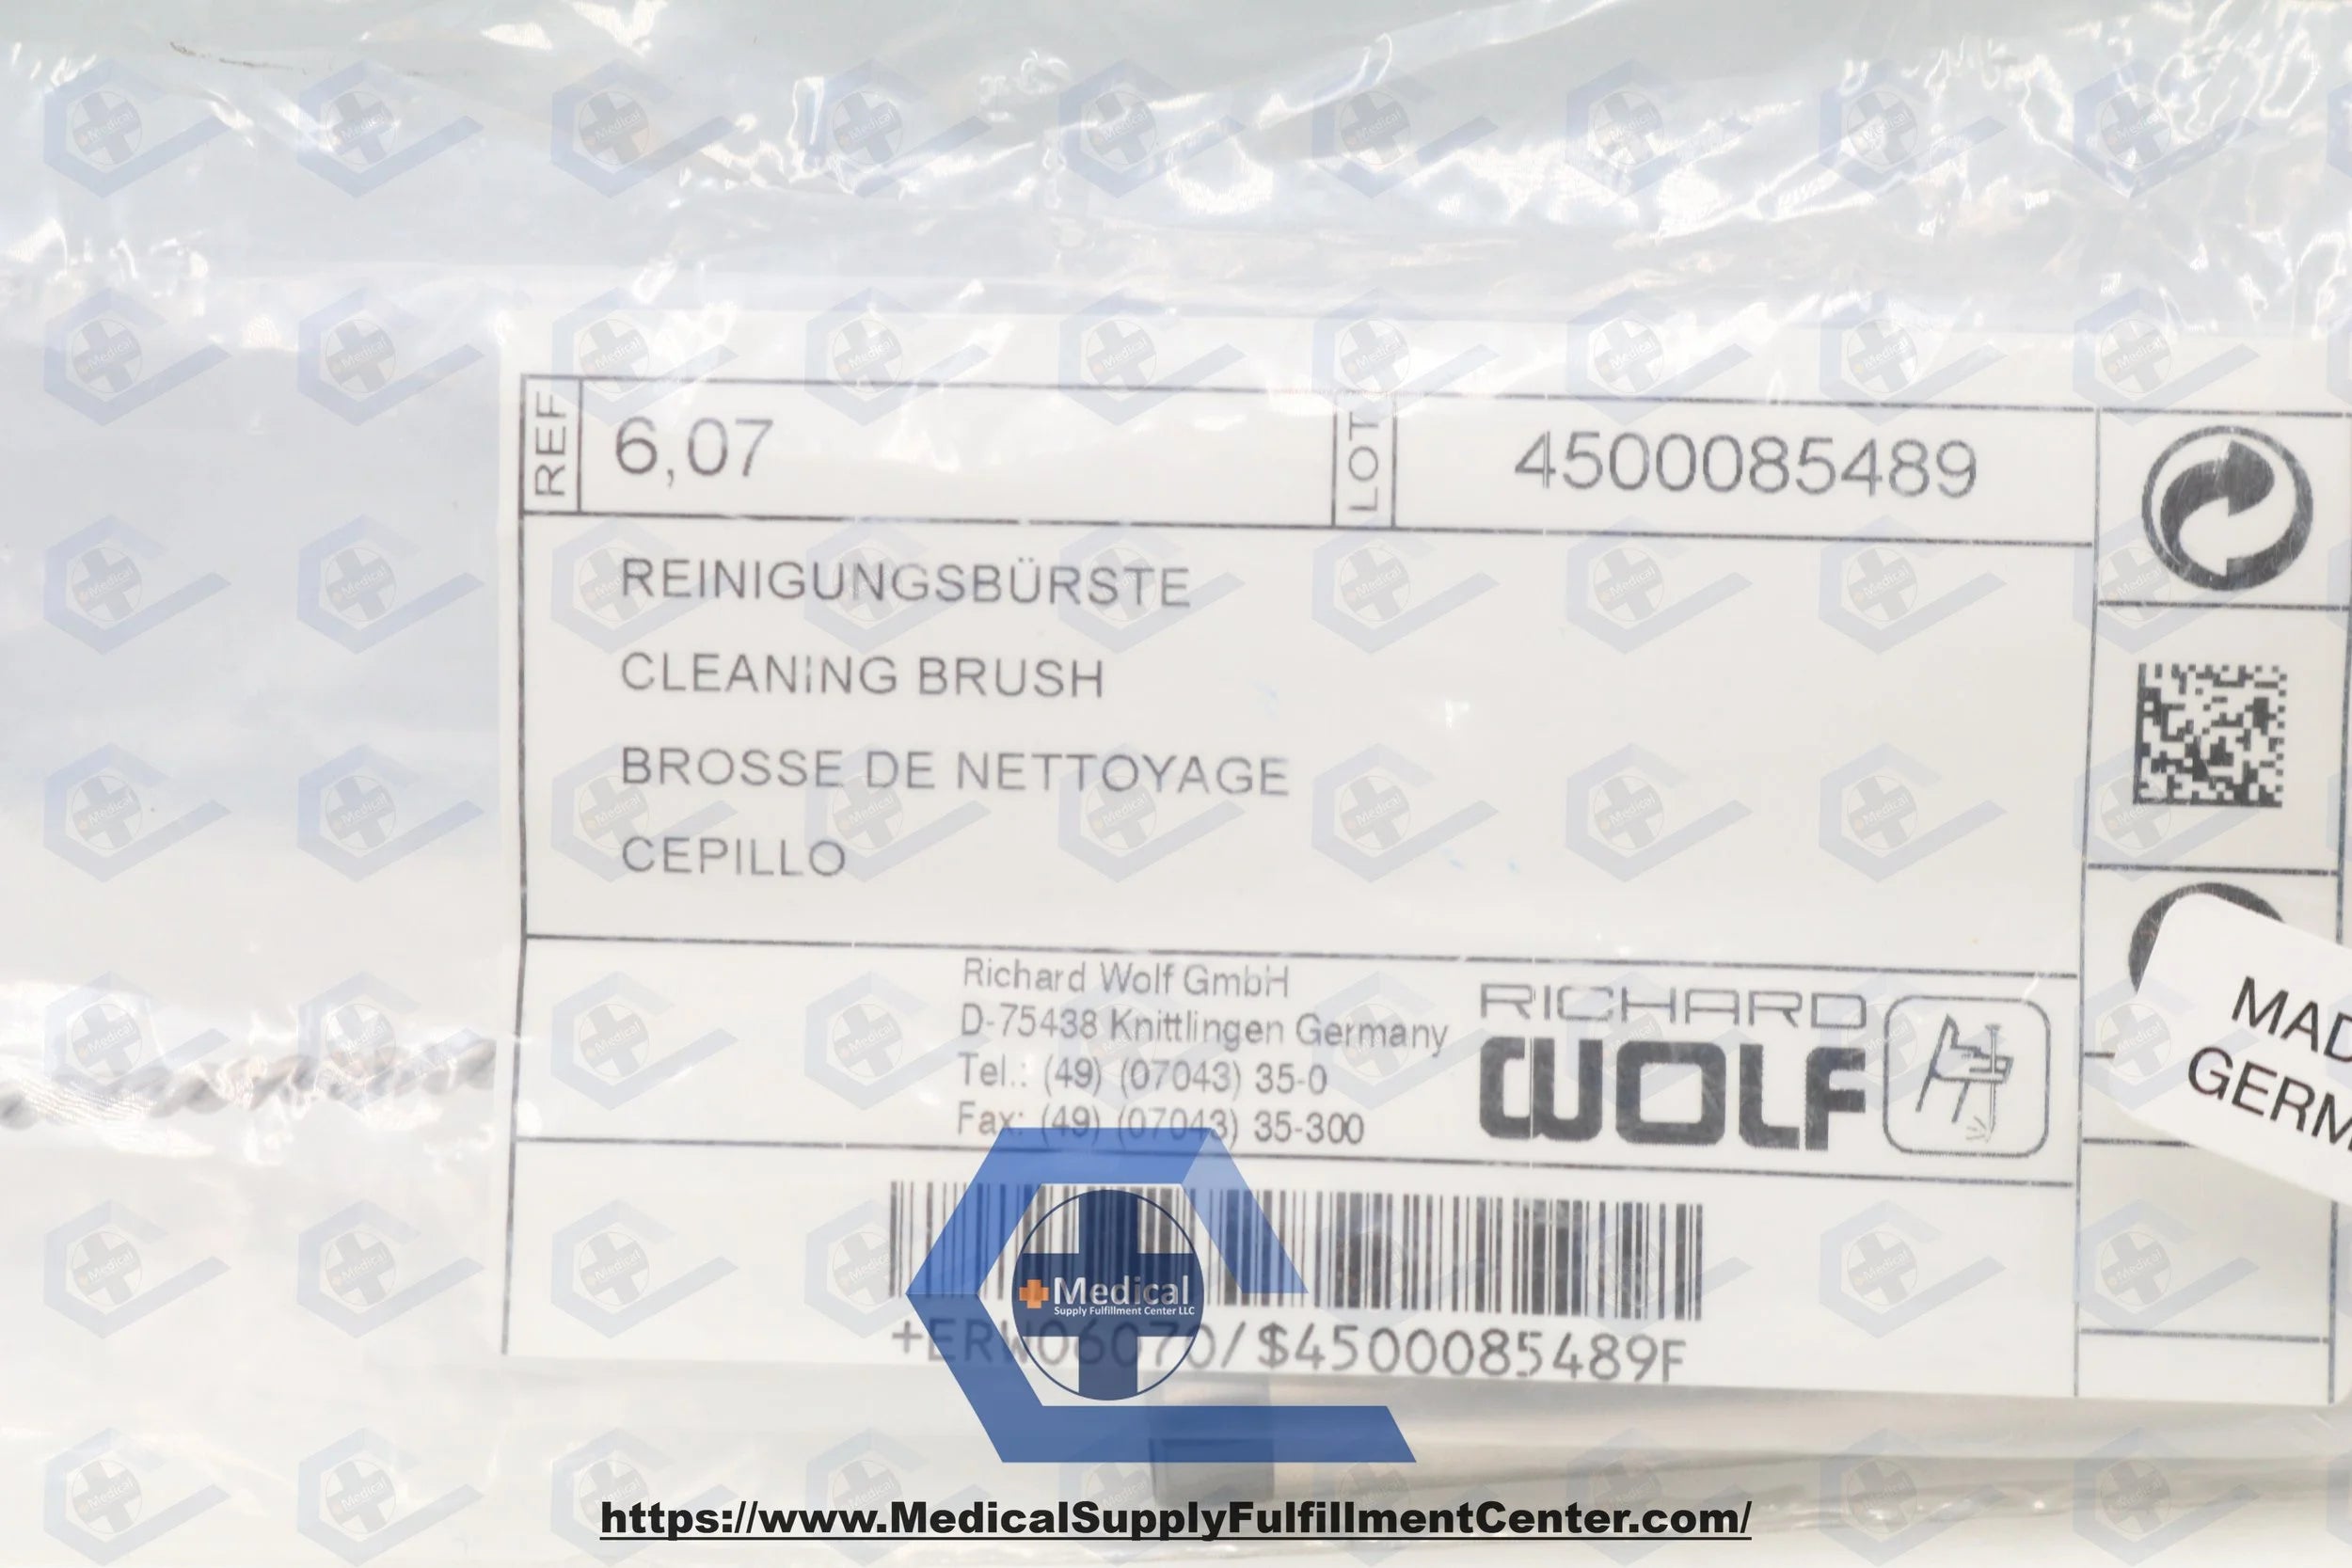 REF 6,07 LOT 4500085489
REINIGUNGSBÜRSTE
CLEANING BRUSH
BROSSE DE NETTOYAGE
CEPILLO
Richard Wolf GmbH
D-75438 Knittlingen Germany
Tel.: (49) (07043) 35-0
Fax: (49) (07043) 35-300
RICHARD
WOLF
MAD
GERM
+ERW06070/$4500085489F
Medical
Supply Fulfillment Center LLC
https://www.MedicalSupplyFulfillmentCenter.com/